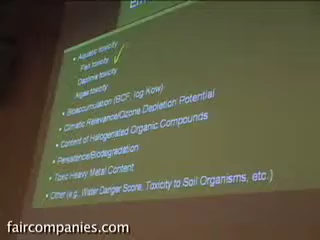 • Aquatic toxicity
Fish toxicity
Daphnia toxicity
Algae toxicity
• Bioaccumulation (BCF, log Kow)
• Climatic Relevance/Ozone Depletion Potential
• Content of Halogenated Organic Compounds
• Persistence/Biodegradation
• Toxic Heavy Metal Content
• Other (e.g., Water Danger Score, Toxicity to Soil Organisms, etc.)
faircompanies.com